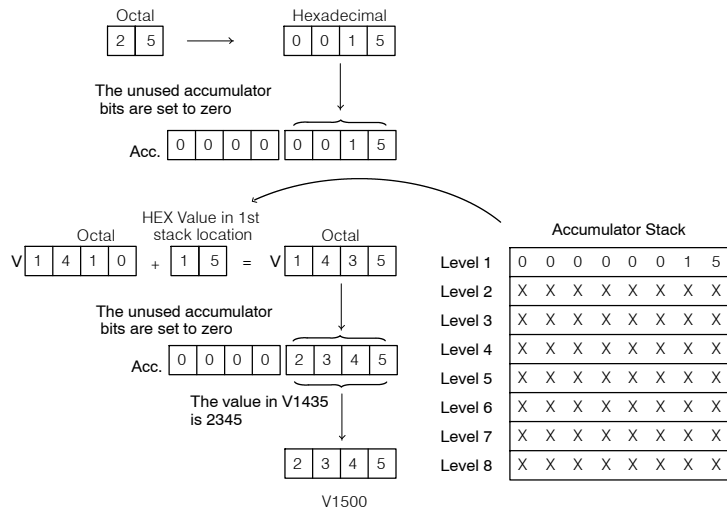 Octal
2 5
Hexadecimal
0 0 1 5
The unused accumulator
bits are set to zero
Acc. 0 0 0 0 0 0 1 5
Octal
V 1 4 1 0
+
HEX Value in 1st
stack location
1 5
=
Octal
V 1 4 3 5
The unused accumulator
bits are set to zero
Acc. 0 0 0 0 2 3 4 5
The value in V1435
is 2345
2 3 4 5
V1500
Accumulator Stack
Level 1 0 0 0 0 0 0 1 5
Level 2 X X X X X X X X
Level 3 X X X X X X X X
Level 4 X X X X X X X X
Level 5 X X X X X X X X
Level 6 X X X X X X X X
Level 7 X X X X X X X X
Level 8 X X X X X X X X